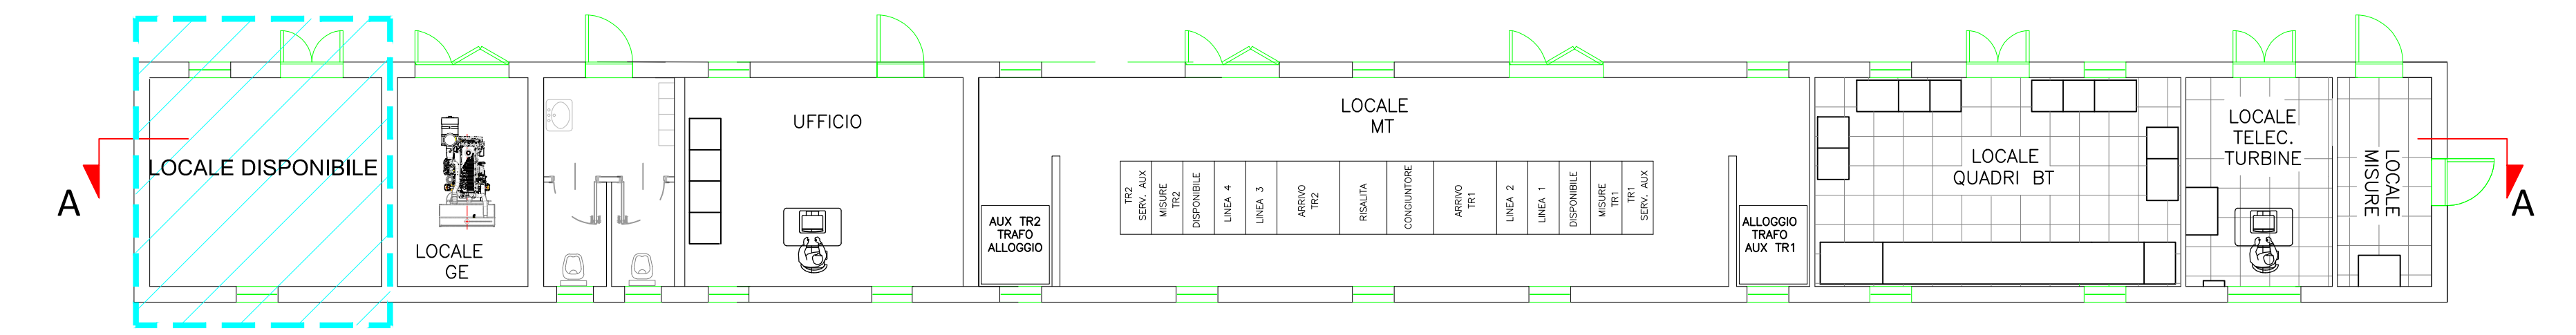 A
LOCALE DISPONIBILE
LOCALE
GE
UFFICIO
AUX TR2
TRAFO
ALLOGGIO
LOCALE
MT
TR2
SERV. AUX
MISURE
TR2
DISPONIBILE
LINEA 4
LINEA 3
ARRIVO
TR2
RISALITA
CONGIUNTORE
ARRIVO
TR1
LINEA 2
LINEA 1
DISPONIBILE
MISURE
TR1
TR1
SERV. AUX
ALLOGGIO
TRAFO
AUX TR1
LOCALE
QUADRI BT
LOCALE
TELEC.
TURBINE
LOCALE
MISURE
A